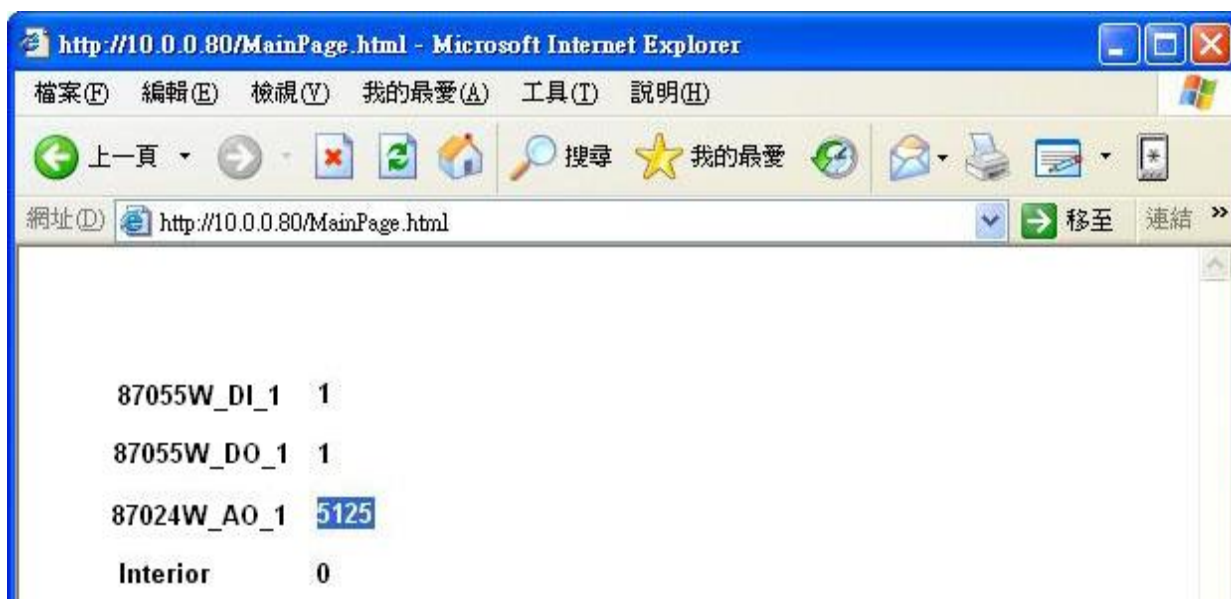 http://10.0.0.80/MainPage.html - Microsoft Internet Explorer
檔案(F) 編輯(E) 檢視(V) 我的最愛(A) 工具(T) 說明(H)
上一頁 搜尋 我的最愛
網址(D) http://10.0.0.80/MainPage.html 移至 連結 »
87055W_DI_1 1
87055W_DO_1 1
87024W_AO_1 5125
Interior 0